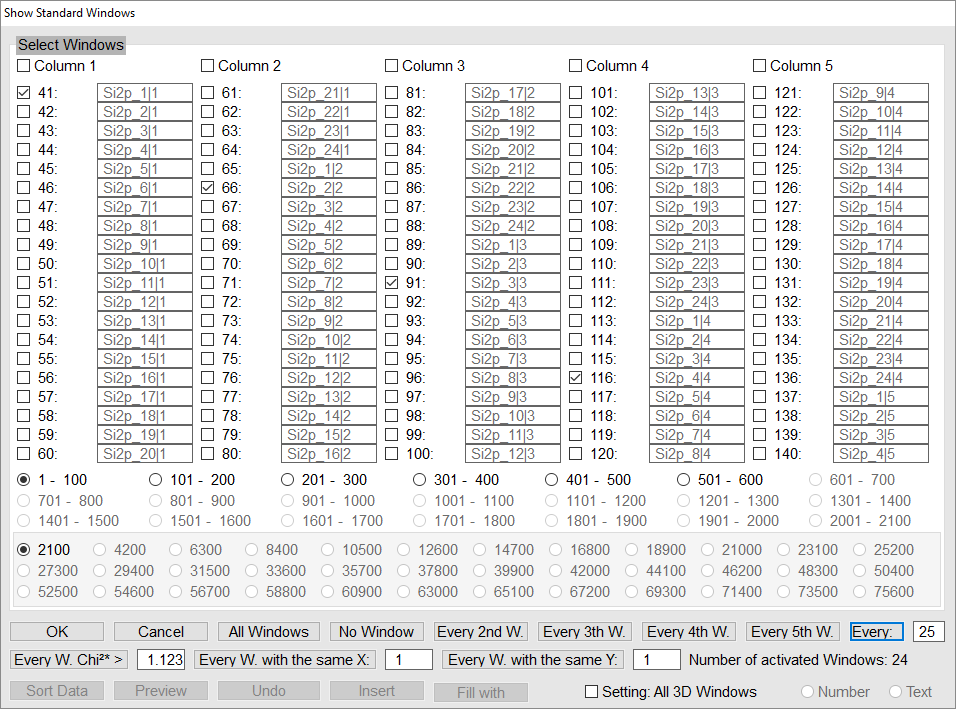 Show Standard Windows
Select Windows
Column 1 Column 2 Column 3 Column 4 Column 5
41: Si2p_1|1 61: Si2p_21|1 81: Si2p_17|2 101: Si2p_13|3 121: Si2p_9|4
42: Si2p_2|1 62: Si2p_22|1 82: Si2p_18|2 102: Si2p_14|3 122: Si2p_10|4
43: Si2p_3|1 63: Si2p_23|1 83: Si2p_19|2 103: Si2p_15|3 123: Si2p_11|4
44: Si2p_4|1 64: Si2p_24|1 84: Si2p_20|2 104: Si2p_16|3 124: Si2p_12|4
45: Si2p_5|1 65: Si2p_1|2 85: Si2p_21|2 105: Si2p_17|3 125: Si2p_13|4
46: Si2p_6|1 66: Si2p_2|2 86: Si2p_22|2 106: Si2p_18|3 126: Si2p_14|4
47: Si2p_7|1 67: Si2p_3|2 87: Si2p_23|2 107: Si2p_19|3 127: Si2p_15|4
48: Si2p_8|1 68: Si2p_4|2 88: Si2p_24|2 108: Si2p_20|3 128: Si2p_16|4
49: Si2p_9|1 69: Si2p_5|2 89: Si2p_1|3 109: Si2p_21|3 129: Si2p_17|4
50: Si2p_10|1 70: Si2p_6|2 90: Si2p_2|3 110: Si2p_22|3 130: Si2p_18|4
51: Si2p_11|1 71: Si2p_7|2 91: Si2p_3|3 111: Si2p_23|3 131: Si2p_19|4
52: Si2p_12|1 72: Si2p_8|2 92: Si2p_4|3 112: Si2p_24|3 132: Si2p_20|4
53: Si2p_13|1 73: Si2p_9|2 93: Si2p_5|3 113: Si2p_1|4 133: Si2p_21|4
54: Si2p_14|1 74: Si2p_10|2 94: Si2p_6|3 114: Si2p_2|4 134: Si2p_22|4
55: Si2p_15|1 75: Si2p_11|2 95: Si2p_7|3 115: Si2p_3|4 135: Si2p_23|4
56: Si2p_16|1 76: Si2p_12|2 96: Si2p_8|3 116: Si2p_4|4 136: Si2p_24|4
57: Si2p_17|1 77: Si2p_13|2 97: Si2p_9|3 117: Si2p_5|4 137: Si2p_1|5
58: Si2p_18|1 78: Si2p_14|2 98: Si2p_10|3 118: Si2p_6|4 138: Si2p_2|5
59: Si2p_19|1 79: Si2p_15|2 99: Si2p_11|3 119: Si2p_7|4 139: Si2p_3|5
60: Si2p_20|1 80: Si2p_16|2 100: Si2p_12|3 120: Si2p_8|4 140: Si2p_4|5
1 - 100 101 - 200 201 - 300 301 - 400 401 - 500 501 - 600 601 - 700
701 - 800 801 - 900 901 - 1000 1001 - 1100 1101 - 1200 1201 - 1300 1301 - 1400
1401 - 1500 1501 - 1600 1601 - 1700 1701 - 1800 1801 - 1900 1901 - 2000 2001 - 2100
2100 4200 6300 8400 10500 12600 14700 16800 18900 21000 23100 25200
27300 29400 31500 33600 35700 37800 39900 42000 44100 46200 48300 50400
52500 54600 56700 58800 60900 63000 65100 67200 69300 71400 73500 75600
OK Cancel All Windows No Window Every 2nd W. Every 3th W. Every 4th W. Every 5th W. Every: 25
Every W. Chi²* > 1.123 Every W. with the same X: 1 Every W. with the same Y: 1 Number of activated Windows: 24
Sort Data Preview Undo Insert Fill with Setting: All 3D Windows Number Text